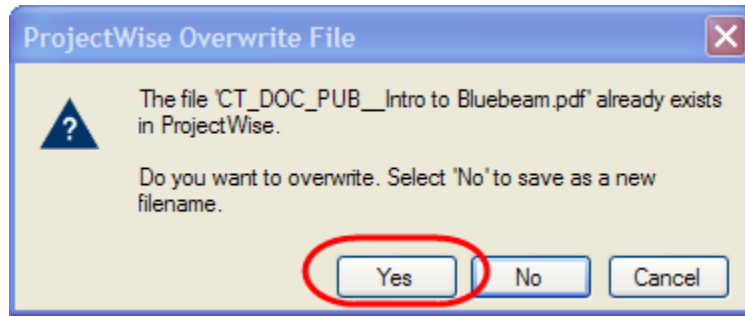 ProjectWise Overwrite File
The file 'CT_DOC_PUB__Intro to Bluebeam.pdf' already exists
in ProjectWise.
?
Do you want to overwrite. Select 'No' to save as a new
filename.
Yes No Cancel